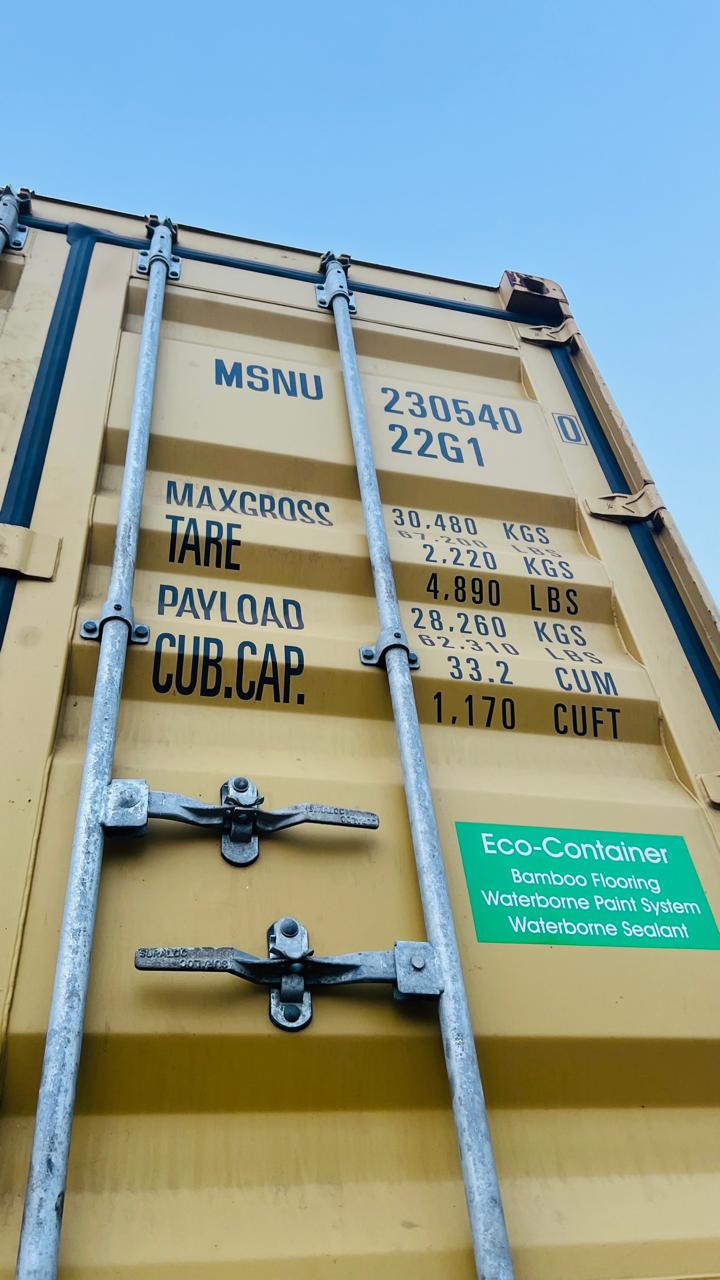 MSNU 230540 0
22G1
MAXGROSS 30,480 KGS
67,200 LBS
TARE 2,220 KGS
4,890 LBS
PAYLOAD 28,260 KGS
62,310 LBS
CUB.CAP. 33.2 CUM
1,170 CUFT
Eco-Container
Bamboo Flooring
Waterborne Paint System
Waterborne Sealant
SURALOC